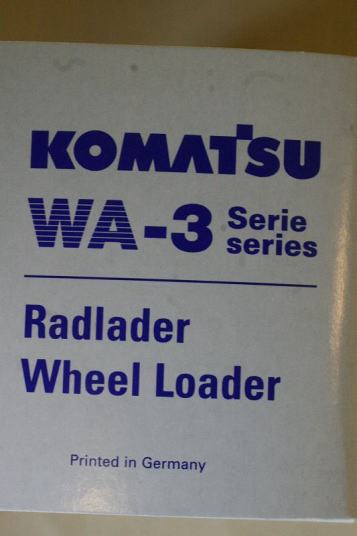 KOMATSU
WA-3 Serie
series
Radlader
Wheel Loader
Printed in Germany